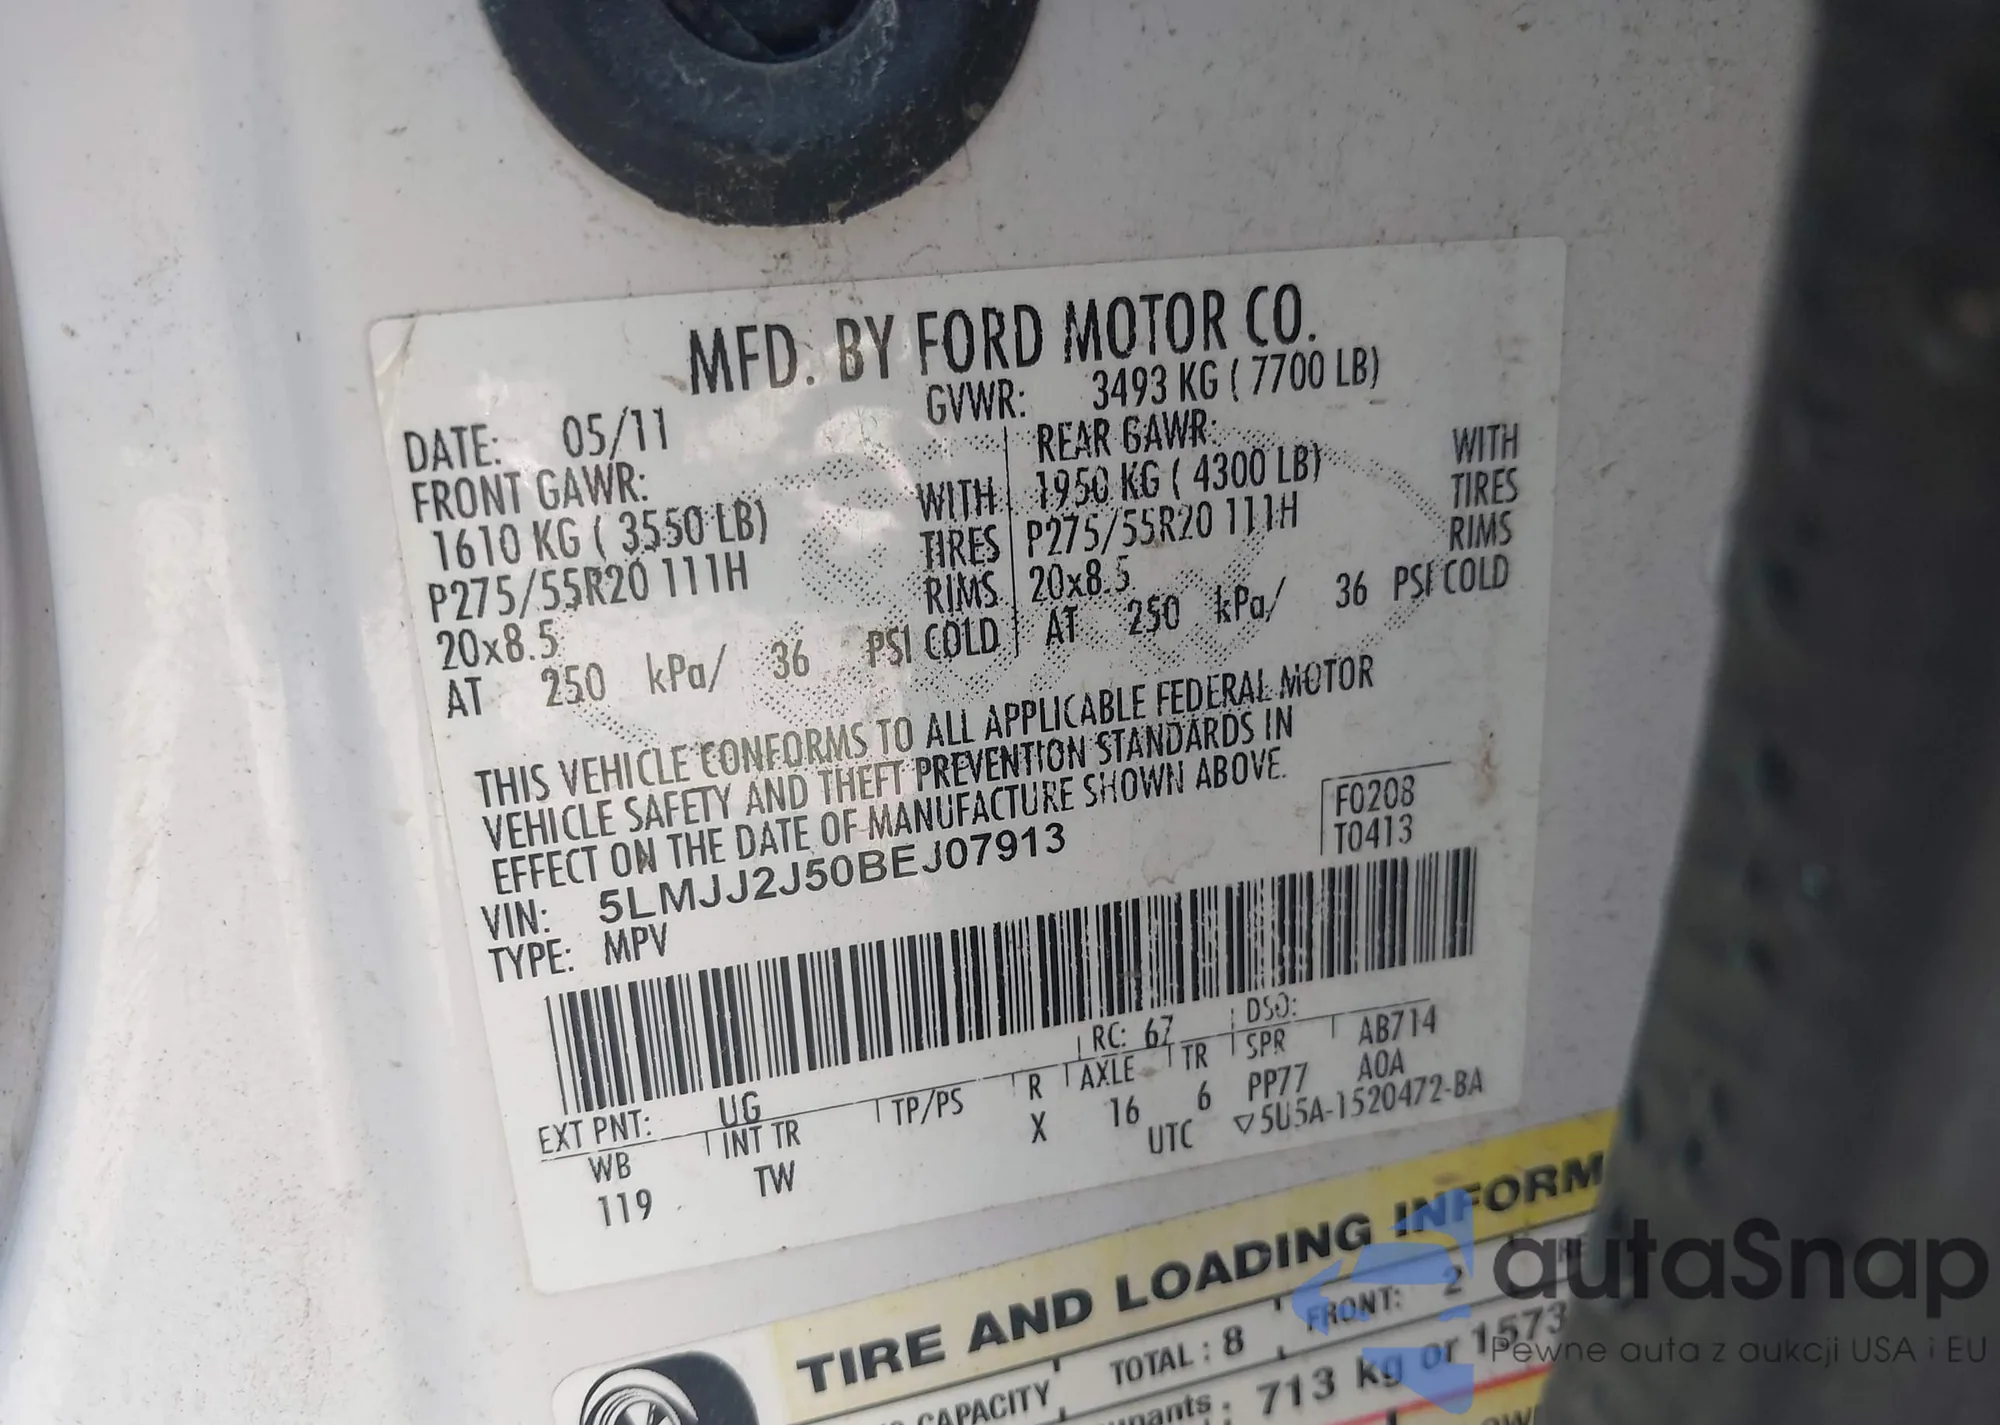 MFD. BY FORD MOTOR CO.
DATE: 05/11 GVWR: 3493 KG ( 7700 LB)
FRONT GAWR: REAR GAWR:
1610 KG ( 3550 LB) WITH 1950 KG ( 4300 LB) WITH
P275/55R20 111H TIRES P275/55R20 111H TIRES
20x8.5 RIMS 20x8.5 RIMS
AT 250 kPa/ 36 PSI COLD AT 250 kPa/ 36 PSI COLD
THIS VEHICLE CONFORMS TO ALL APPLICABLE FEDERAL MOTOR
VEHICLE SAFETY AND THEFT PREVENTION STANDARDS IN
EFFECT ON THE DATE OF MANUFACTURE SHOWN ABOVE.
F0208
T0413
VIN: 5LMJJ2J50BEJ07913
TYPE: MPV
EXT PNT: UG RC: 67 DSO: AB714
WB INT TR TP/PS R AXLE TR SPR A0A
119 TW X 16 6 PP77
UTC ▽5U5A-1520472-BA
TIRE AND LOADING INFORM
CAPACITY TOTAL : 8 FRONT: 2
713 kg or 1573
autaSnap
Pewne auta z aukcji USA i EU